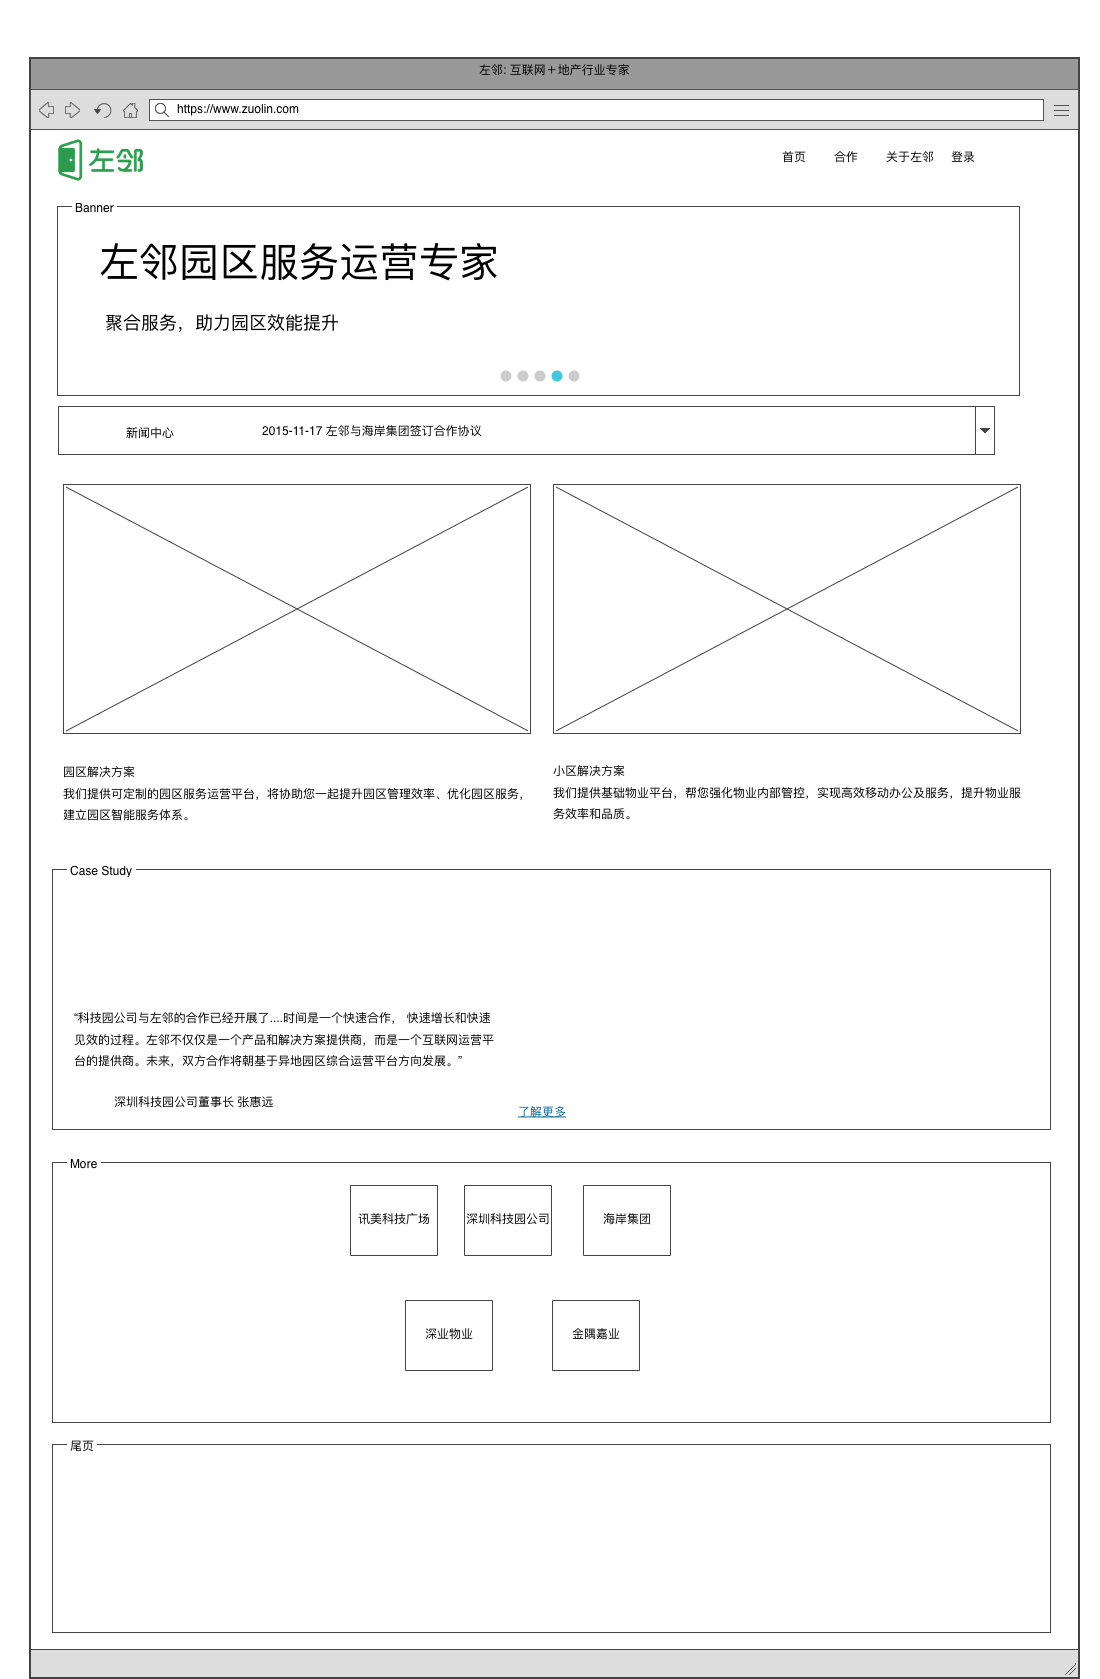 左邻: 互联网＋地产行业专家
https://www.zuolin.com
左邻
首页 合作 关于左邻 登录
Banner
左邻园区服务运营专家
聚合服务，助力园区效能提升
新闻中心 2015-11-17 左邻与海岸集团签订合作协议
园区解决方案
我们提供可定制的园区服务运营平台，将协助您一起提升园区管理效率、优化园区服务，
建立园区智能服务体系。
小区解决方案
我们提供基础物业平台，帮您强化物业内部管控，实现高效移动办公及服务，提升物业服
务效率和品质。
Case Study
“科技园公司与左邻的合作已经开展了....时间是一个快速合作， 快速增长和快速
见效的过程。左邻不仅仅是一个产品和解决方案提供商，而是一个互联网运营平
台的提供商。未来，双方合作将朝基于异地园区综合运营平台方向发展。”
深圳科技园公司董事长 张惠远
了解更多
More
讯美科技广场 深圳科技园公司 海岸集团
深业物业 金隅嘉业
尾页